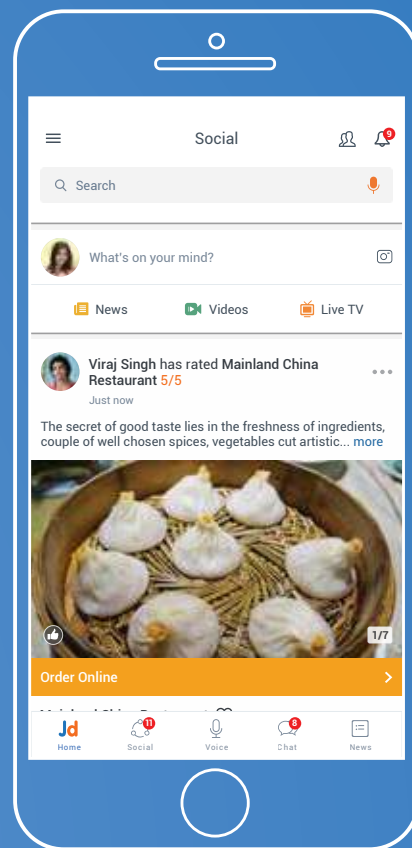 Social
9
Search
What's on your mind?
News
Videos
Live TV
Viraj Singh has rated Mainland China
Restaurant 5/5
Just now
The secret of good taste lies in the freshness of ingredients,
couple of well chosen spices, vegetables cut artistic... more
1/7
Order Online
Jd
11
8
Home
Social
Voice
Chat
News